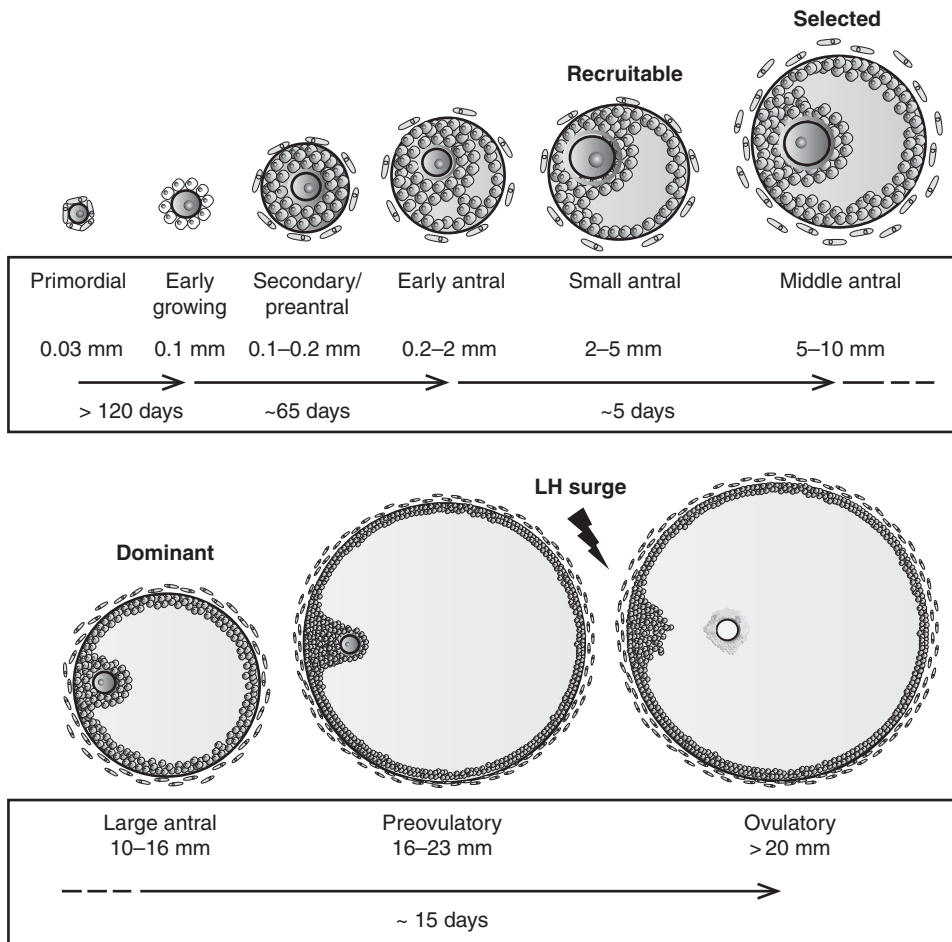 Selected
Recruitable
Primordial
Early
growing
Secondary/
preantral
Early antral
Small antral
Middle antral
0.03 mm
0.1 mm
0.1–0.2 mm
0.2–2 mm
2–5 mm
5–10 mm
> 120 days
~65 days
~5 days
LH surge
Dominant
Large antral
10–16 mm
Preovulatory
16–23 mm
Ovulatory
> 20 mm
~ 15 days